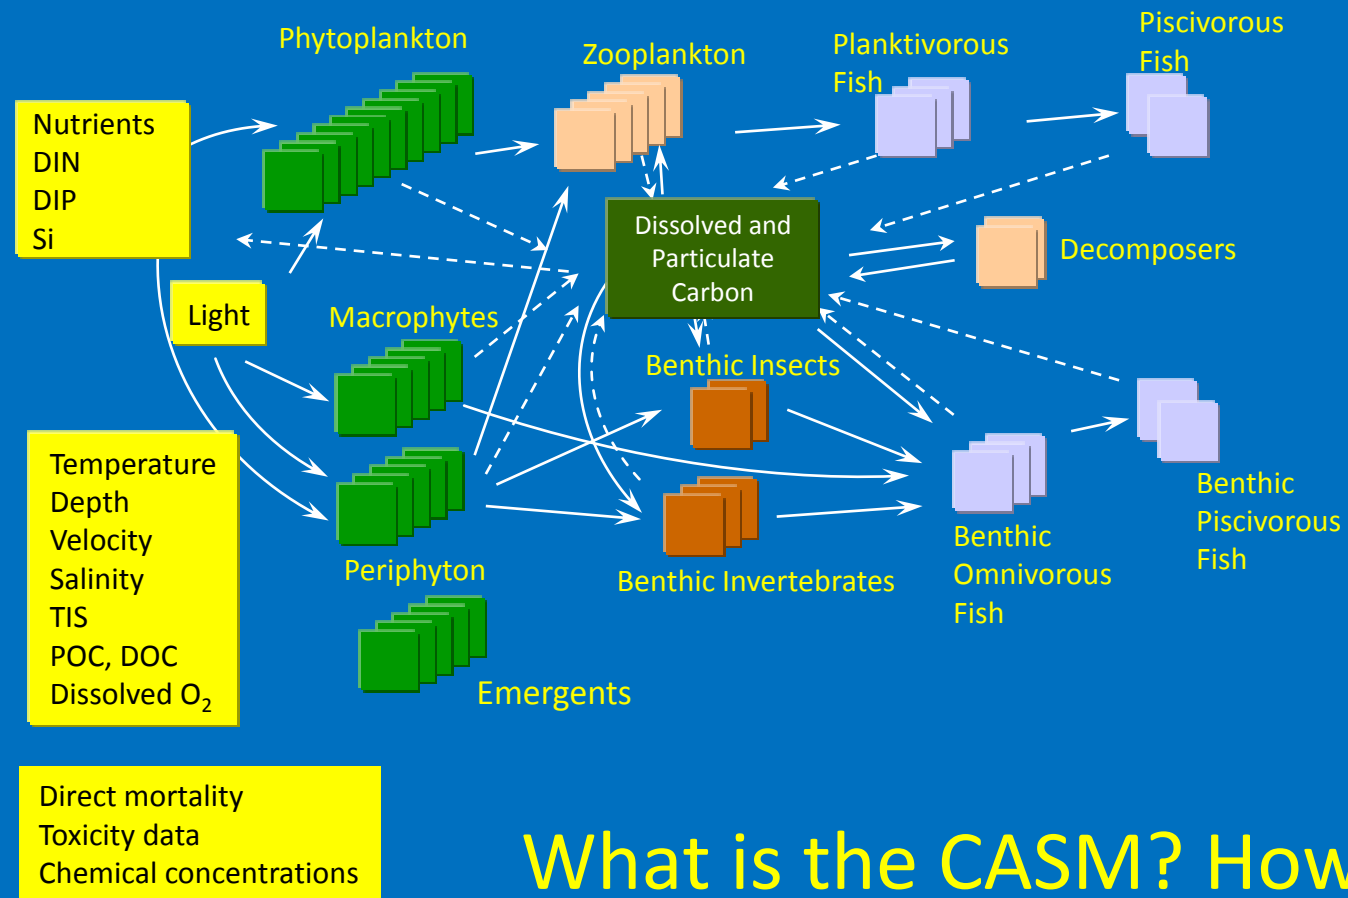 Phytoplankton
Zooplankton
Planktivorous
Fish
Piscivorous
Fish
Nutrients
DIN
DIP
Si
Light
Dissolved and
Particulate
Carbon
Decomposers
Macrophytes
Benthic Insects
Temperature
Depth
Velocity
Salinity
TIS
POC, DOC
Dissolved O₂
Periphyton
Benthic Invertebrates
Benthic
Omnivorous
Fish
Benthic
Piscivorous
Fish
Emergents
Direct mortality
Toxicity data
Chemical concentrations
What is the CASM? How